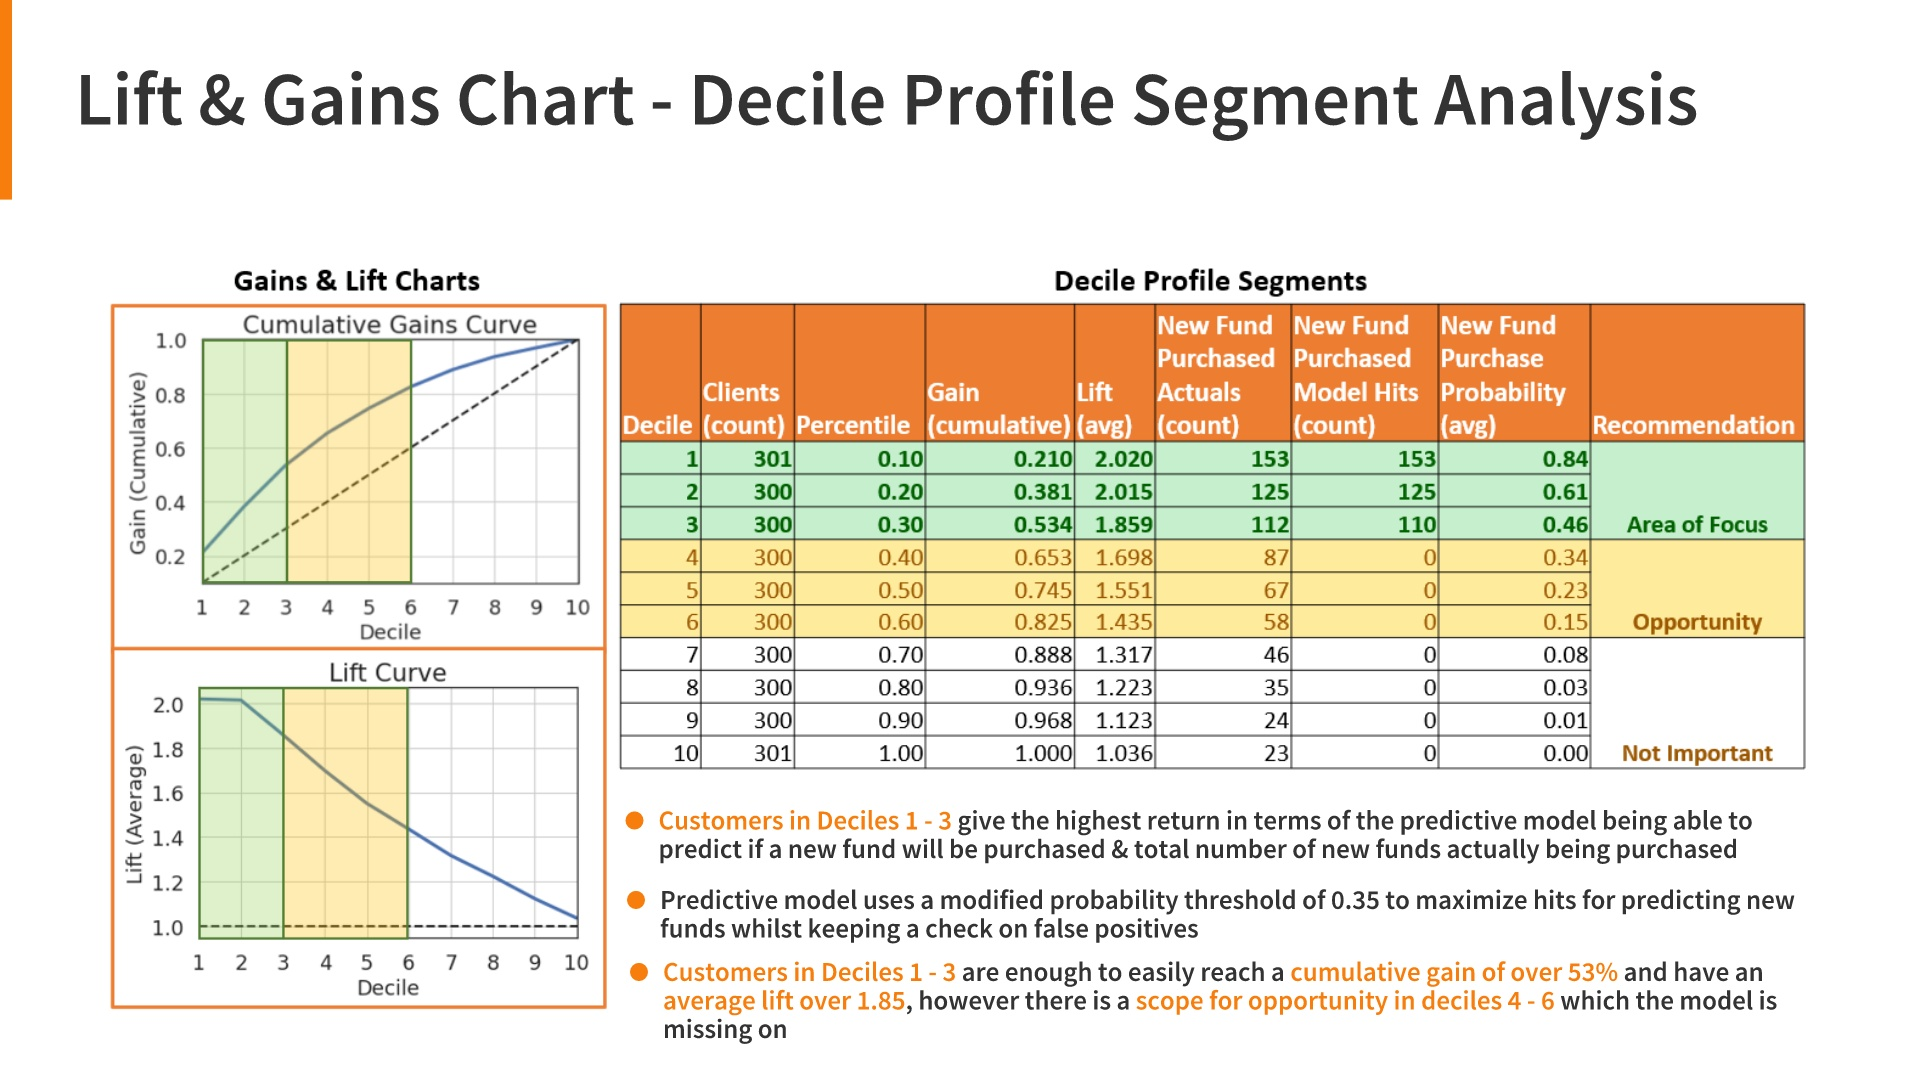 Lift & Gains Chart - Decile Profile Segment Analysis
Gains & Lift Charts
Cumulative Gains Curve
Gain (Cumulative)
1.0
0.8
0.6
0.4
0.2
1 2 3 4 5 6 7 8 9 10
Decile
Lift Curve
Lift (Average)
2.0
1.8
1.6
1.4
1.2
1.0
1 2 3 4 5 6 7 8 9 10
Decile
Decile Profile Segments
Decile
Clients
(count)
Percentile
Gain
(cumulative)
Lift
(avg)
New Fund
Purchased
Actuals
(count)
New Fund
Purchased
Model Hits
(count)
New Fund
Purchase
Probability
(avg)
Recommendation
1 301 0.10 0.210 2.020 153 153 0.84
2 300 0.20 0.381 2.015 125 125 0.61
3 300 0.30 0.534 1.859 112 110 0.46 Area of Focus
4 300 0.40 0.653 1.698 87 0 0.34
5 300 0.50 0.745 1.551 67 0 0.23
6 300 0.60 0.825 1.435 58 0 0.15 Opportunity
7 300 0.70 0.888 1.317 46 0 0.08
8 300 0.80 0.936 1.223 35 0 0.03
9 300 0.90 0.968 1.123 24 0 0.01
10 301 1.00 1.000 1.036 23 0 0.00 Not Important
● Customers in Deciles 1 - 3 give the highest return in terms of the predictive model being able to
predict if a new fund will be purchased & total number of new funds actually being purchased
● Predictive model uses a modified probability threshold of 0.35 to maximize hits for predicting new
funds whilst keeping a check on false positives
● Customers in Deciles 1 - 3 are enough to easily reach a cumulative gain of over 53% and have an
average lift over 1.85, however there is a scope for opportunity in deciles 4 - 6 which the model is
missing on